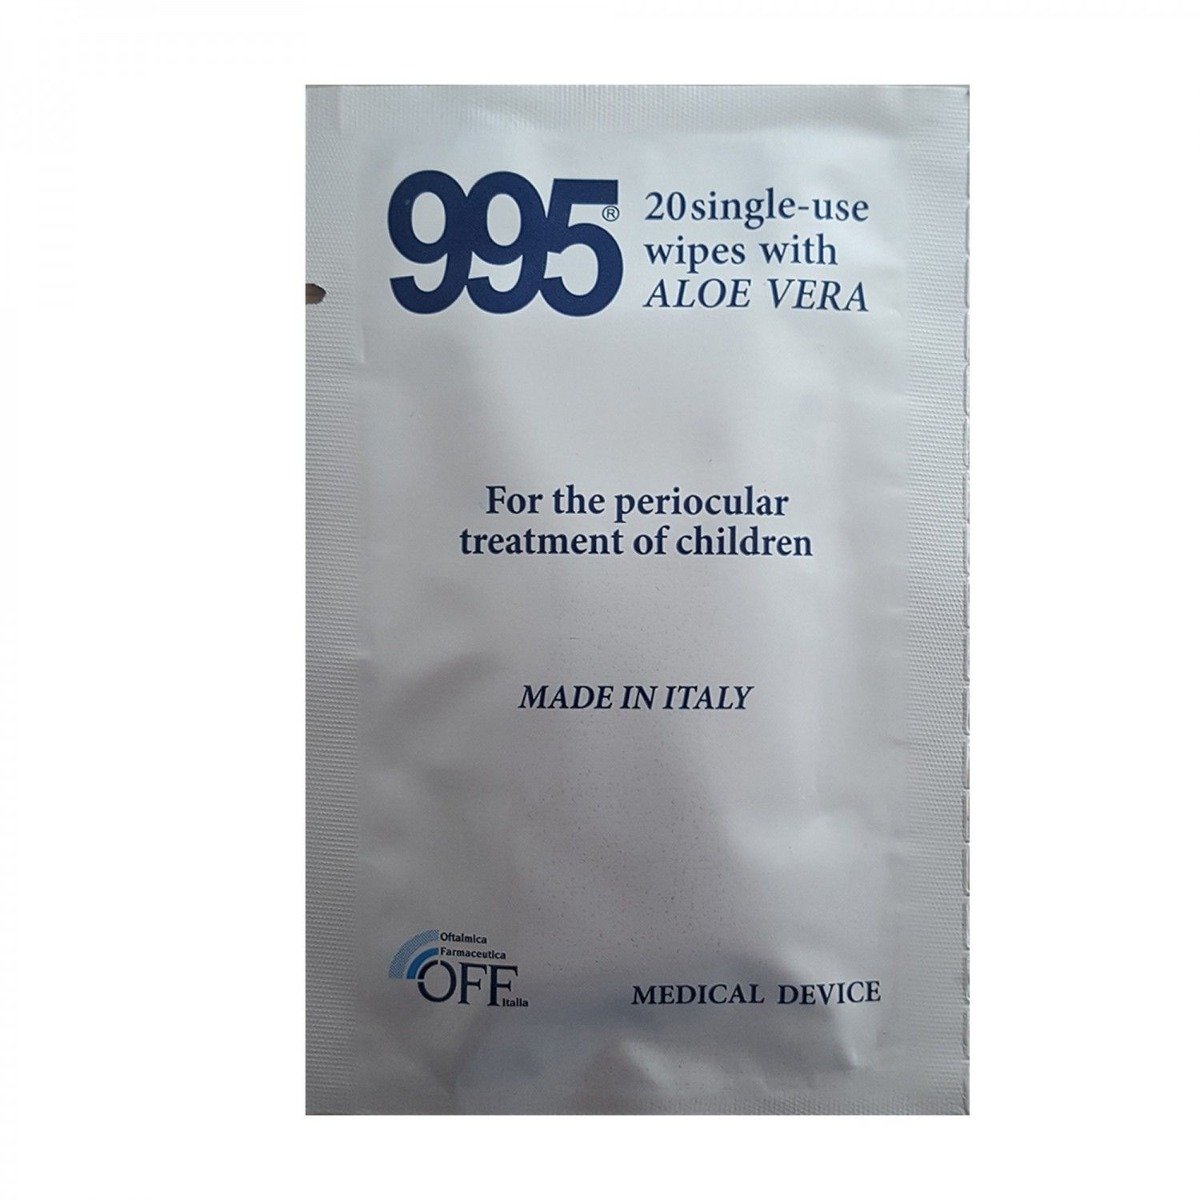 995®
20 single-use
wipes with
ALOE VERA
For the periocular
treatment of children
MADE IN ITALY
Oftalmica
Farmaceutica
OFF
Italia
MEDICAL DEVICE